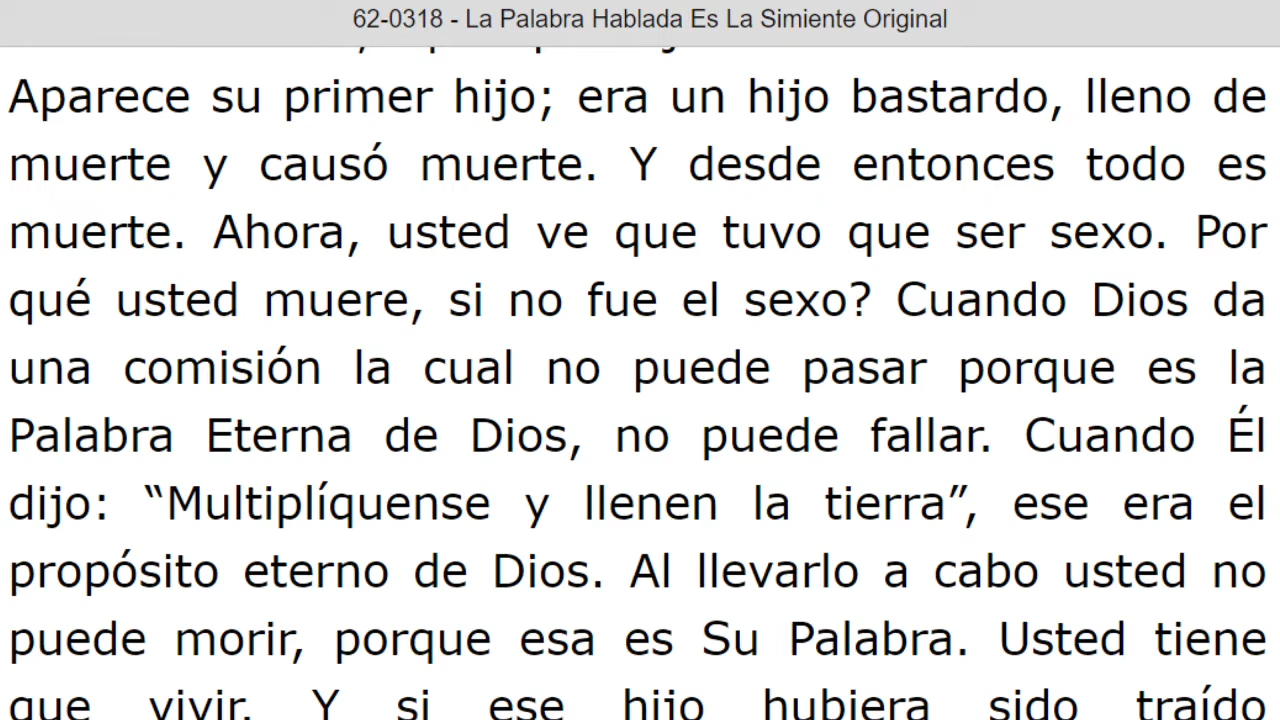 62-0318 - La Palabra Hablada Es La Simiente Original
Aparece su primer hijo; era un hijo bastardo, lleno de
muerte y causó muerte. Y desde entonces todo es
muerte. Ahora, usted ve que tuvo que ser sexo. Por
qué usted muere, si no fue el sexo? Cuando Dios da
una comisión la cual no puede pasar porque es la
Palabra Eterna de Dios, no puede fallar. Cuando Él
dijo: “Multiplíquense y llenen la tierra”, ese era el
propósito eterno de Dios. Al llevarlo a cabo usted no
puede morir, porque esa es Su Palabra. Usted tiene
que vivir. Y si ese hijo hubiera sido traído